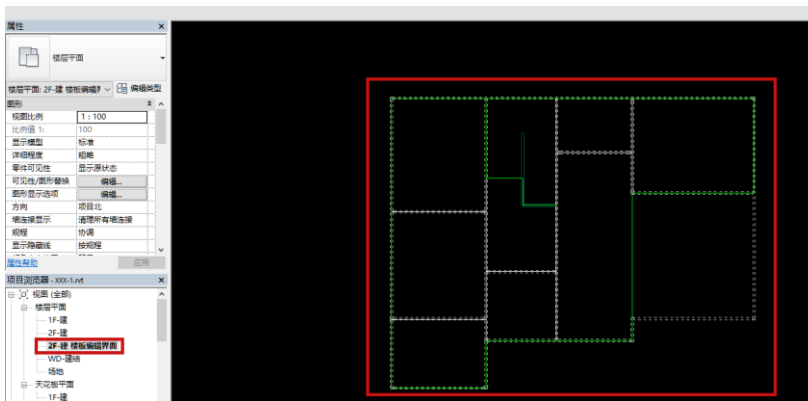 属性
楼层平面
楼层平面: 2F-建 楼板编辑界
编辑类型
图形
视图比例 1 : 100
比例值 1: 100
显示模型 标准
详细程度 粗略
零件可见性 显示原状态
可见性/图形替换 编辑...
图形显示选项 编辑...
方向 项目北
墙连接显示 清理所有墙连接
规程 协调
显示隐藏线 按规程
属性帮助 应用
项目浏览器 - XXX-1.rvt
视图 (全部)
楼层平面
1F-建
2F-建
2F-建 楼板编辑界面
WD-建结
场地
天花板平面
1F-建